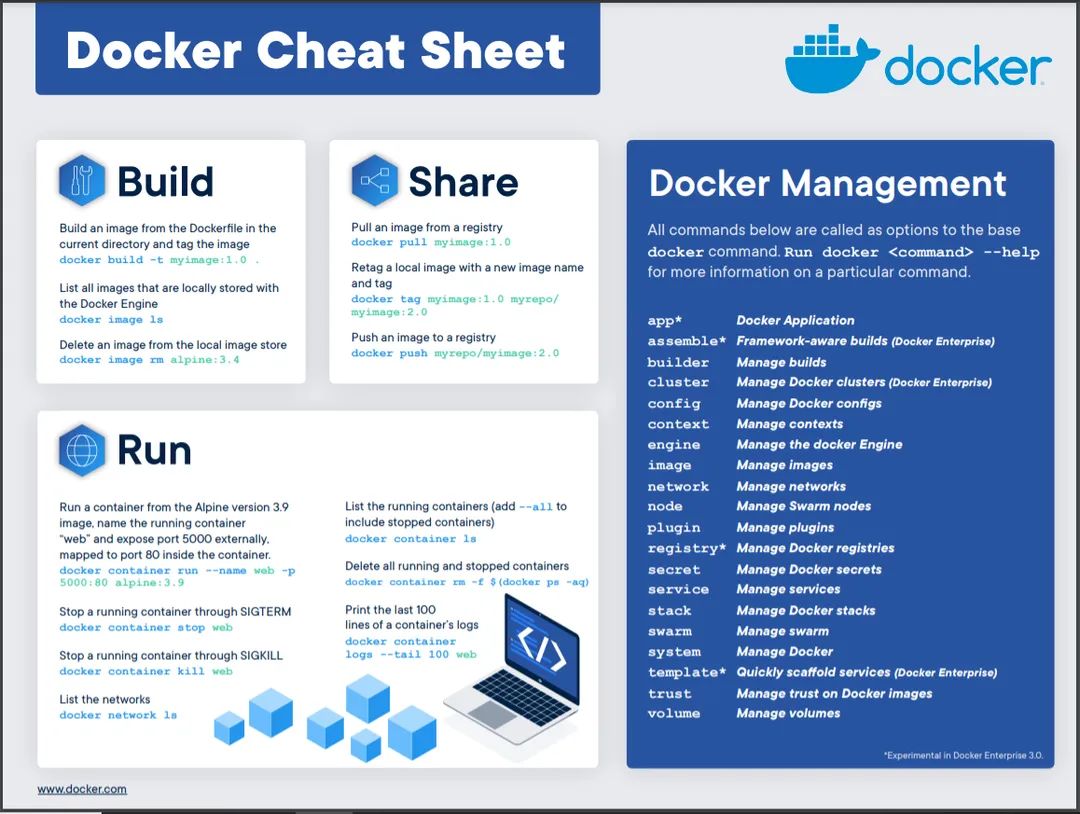 Docker Cheat Sheet
docker
Build
Build an image from the Dockerfile in the
current directory and tag the image
docker build -t myimage:1.0 .
List all images that are locally stored with
the Docker Engine
docker image ls
Delete an image from the local image store
docker image rm alpine:3.4
Share
Pull an image from a registry
docker pull myimage:1.0
Retag a local image with a new image name
and tag
docker tag myimage:1.0 myrepo/
myimage:2.0
Push an image to a registry
docker push myrepo/myimage:2.0
Run
Run a container from the Alpine version 3.9
image, name the running container
“web” and expose port 5000 externally,
mapped to port 80 inside the container.
docker container run --name web -p
5000:80 alpine:3.9
Stop a running container through SIGTERM
docker container stop web
Stop a running container through SIGKILL
docker container kill web
List the networks
docker network ls
List the running containers (add --all to
include stopped containers)
docker container ls
Delete all running and stopped containers
docker container rm -f $(docker ps -aq)
Print the last 100
lines of a container’s logs
docker container
logs --tail 100 web
</>
Docker Management
All commands below are called as options to the base
docker command. Run docker <command> --help
for more information on a particular command.
app* Docker Application
assemble* Framework-aware builds (Docker Enterprise)
builder Manage builds
cluster Manage Docker clusters (Docker Enterprise)
config Manage Docker configs
context Manage contexts
engine Manage the docker Engine
image Manage images
network Manage networks
node Manage Swarm nodes
plugin Manage plugins
registry* Manage Docker registries
secret Manage Docker secrets
service Manage services
stack Manage Docker stacks
swarm Manage swarm
system Manage Docker
template* Quickly scaffold services (Docker Enterprise)
trust Manage trust on Docker images
volume Manage volumes
*Experimental in Docker Enterprise 3.0.
www.docker.com